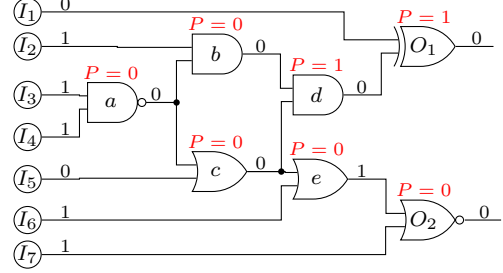 I1 0 P = 0 P = 1
I2 1 b 0 O1 0
P = 0 P = 1
I3 1 a 0 d 0
I4 1 P = 0 P = 0
I5 0 c 0 e 1 P = 0
I6 1 O2 0
I7 1